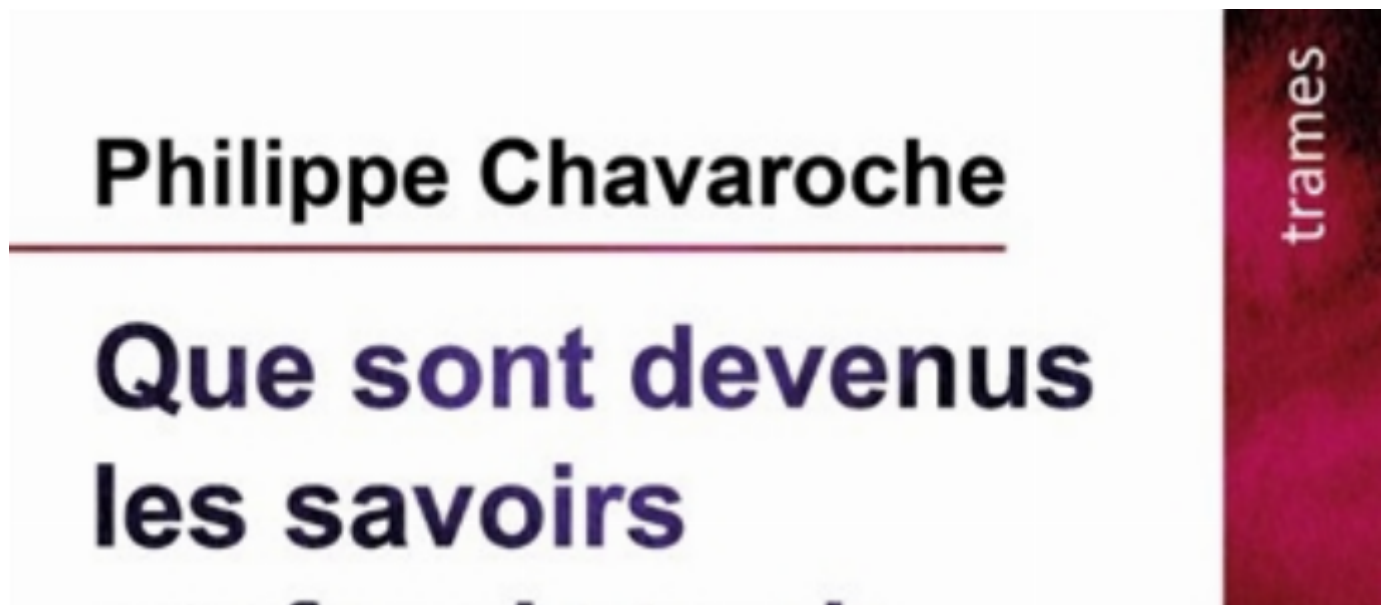 Philippe Chavaroche
Que sont devenus
les savoirs
trames